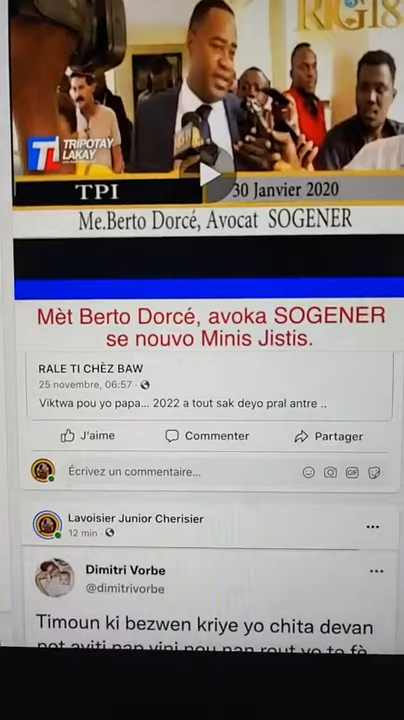 RTG18
TRIPOTAY
LAKAY
TPI 30 Janvier 2020
Me.Berto Dorcé, Avocat SOGENER
Mèt Berto Dorcé, avoka SOGENER
se nouvo Minis Jistis.
RALE TI CHÈZ BAW
25 novembre, 06:57 ·
Viktwa pou yo papa... 2022 a tout sak deyo pral antre ..
J'aime Commenter Partager
Écrivez un commentaire...
GIF
Lavoisier Junior Cherisier
12 min ·
Dimitri Vorbe
@dimitrivorbe
Timoun ki bezwen kriye yo chita devan